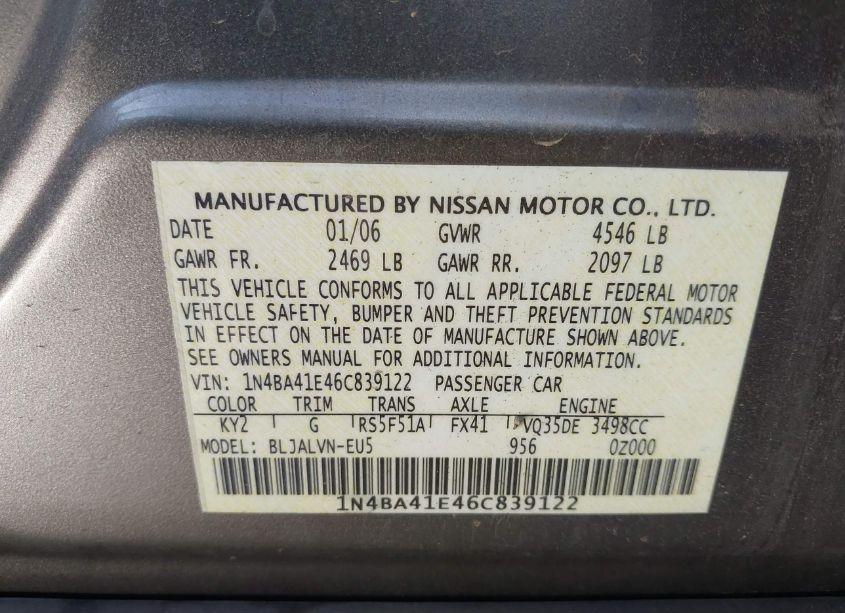 MANUFACTURED BY NISSAN MOTOR CO., LTD.
DATE 01/06 GVWR 4546 LB
GAWR FR. 2469 LB GAWR RR. 2097 LB
THIS VEHICLE CONFORMS TO ALL APPLICABLE FEDERAL MOTOR
VEHICLE SAFETY, BUMPER AND THEFT PREVENTION STANDARDS
IN EFFECT ON THE DATE OF MANUFACTURE SHOWN ABOVE.
SEE OWNERS MANUAL FOR ADDITIONAL INFORMATION.
VIN: 1N4BA41E46C839122 PASSENGER CAR
COLOR TRIM TRANS AXLE ENGINE
KY2 G RS5F51A FX41 VQ35DE 3498CC
MODEL: BLJALVN-EU5 956 0Z000
1N4BA41E46C839122